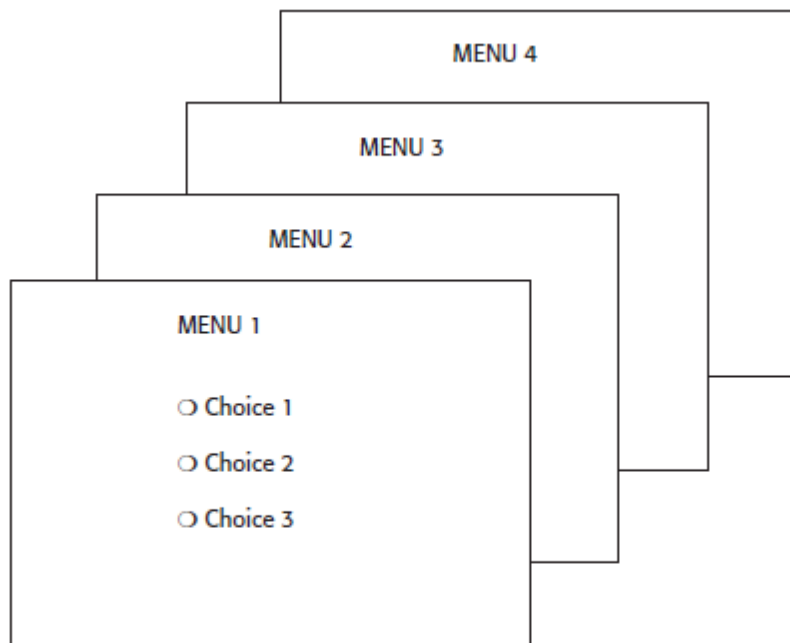 MENU 4
MENU 3
MENU 2
MENU 1
❍ Choice 1
❍ Choice 2
❍ Choice 3